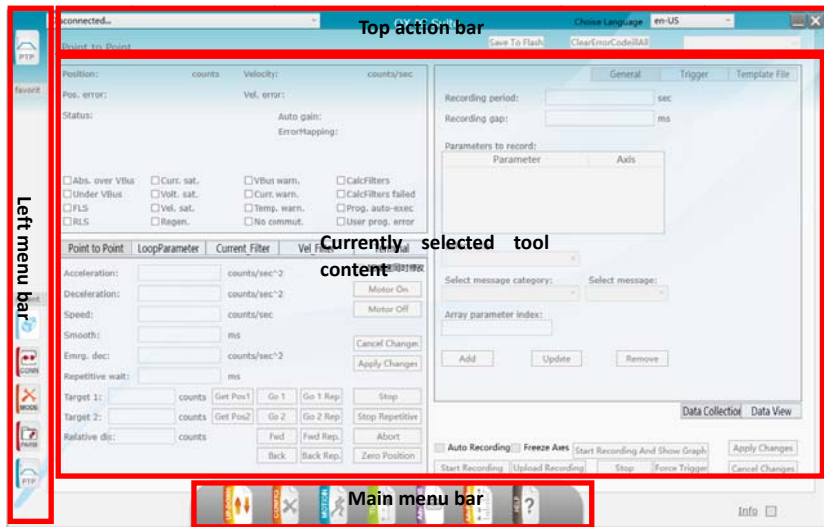 Disconnected...
Top action bar
Choise Language
en-US
Point to Point
Save To Flash
ClearErrorCodeillAll
PTP
favorit
Position:
counts
Velocity:
counts/sec
Pos. error:
Vel. error:
Status:
Auto gain:
ErrorMapping:
Abs. over VBus
Curr. sat.
VBus warn.
CalcFilters
Under VBus
Volt. sat.
Curr. warn.
CalcFilters failed
FLS
Vel. sat.
Temp. warn.
Prog. auto-exec
RLS
Regen.
No commut.
User prog. error
General
Trigger
Template File
Recording period:
sec
Recording gap:
ms
Parameters to record:
Parameter
Axis
Left menu bar
Currently selected tool
content
Point to Point
LoopParameter
Current_Filter
Vel_Filter
Terminal
Acceleration:
counts/sec^2
Deceleration:
counts/sec^2
Motor On
Speed:
counts/sec
Motor Off
Smooth:
ms
Cancel Changes
Emrg. dec:
counts/sec^2
Apply Changes
Repetitive wait:
ms
Target 1:
counts
Get Pos1
Go 1
Go 1 Rep
Stop
Target 2:
counts
Get Pos2
Go 2
Go 2 Rep
Stop Repetitive
Relative dis:
counts
Fwd
Fwd Rep.
Abort
Back
Back Rep.
Zero Position
Select message category:
Select message:
Array parameter index:
Add
Update
Remove
Data Collection
Data View
Auto Recording
Freeze Axes
Start Recording And Show Graph
Apply Changes
Start Recording
Upload Recording
Stop
Force Trigger
Cancel Changes
CONN
MODE
PARA
PTP
Main menu bar
CONFIG
MOTION
HELP
Info